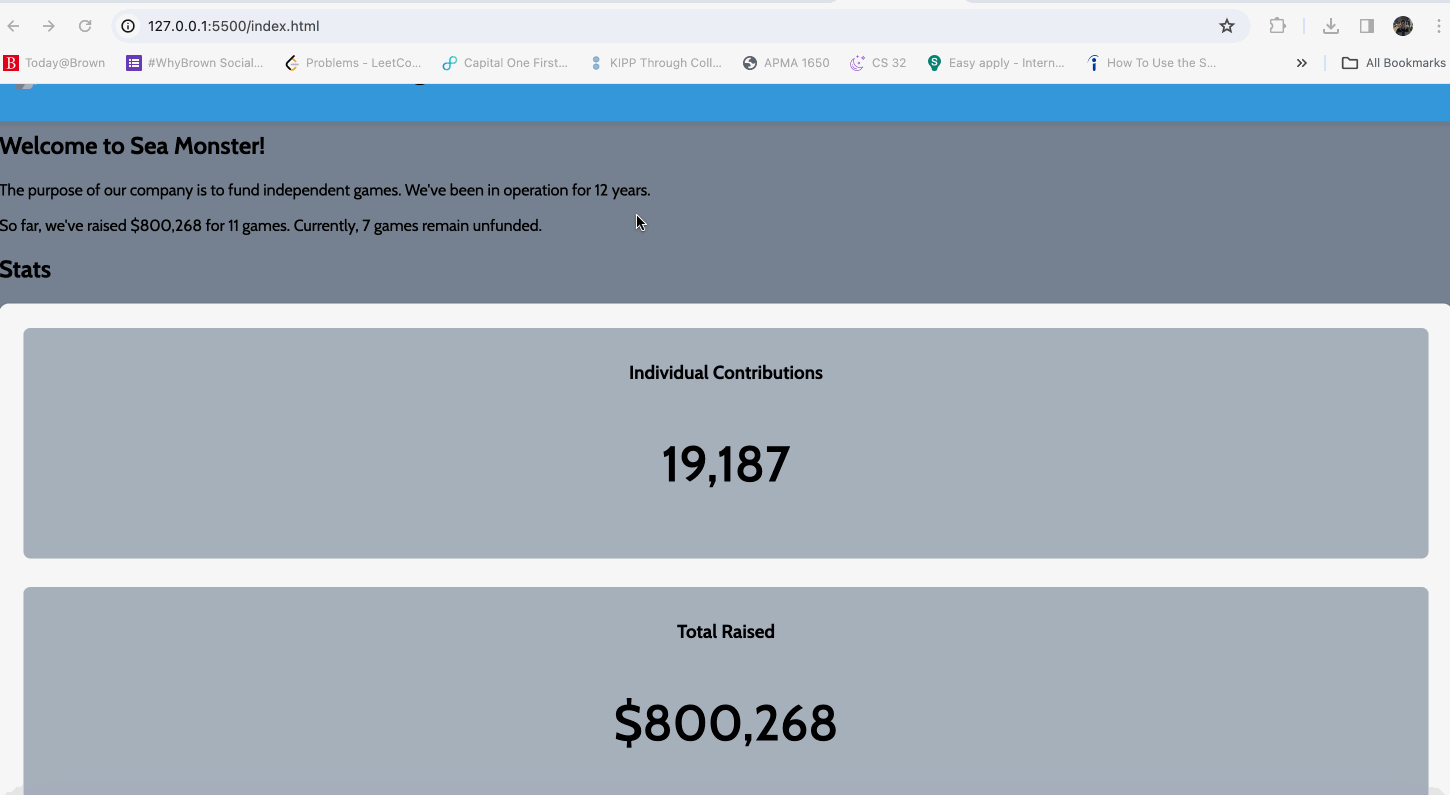 127.0.0.1:5500/index.html
Today@Brown #WhyBrown Social... Problems - LeetCo... Capital One First... KIPP Through Coll... APMA 1650 CS 32 Easy apply - Intern... How To Use the S... All Bookmarks
Welcome to Sea Monster!
The purpose of our company is to fund independent games. We've been in operation for 12 years.
So far, we've raised $800,268 for 11 games. Currently, 7 games remain unfunded.
Stats
Individual Contributions
19,187
Total Raised
$800,268